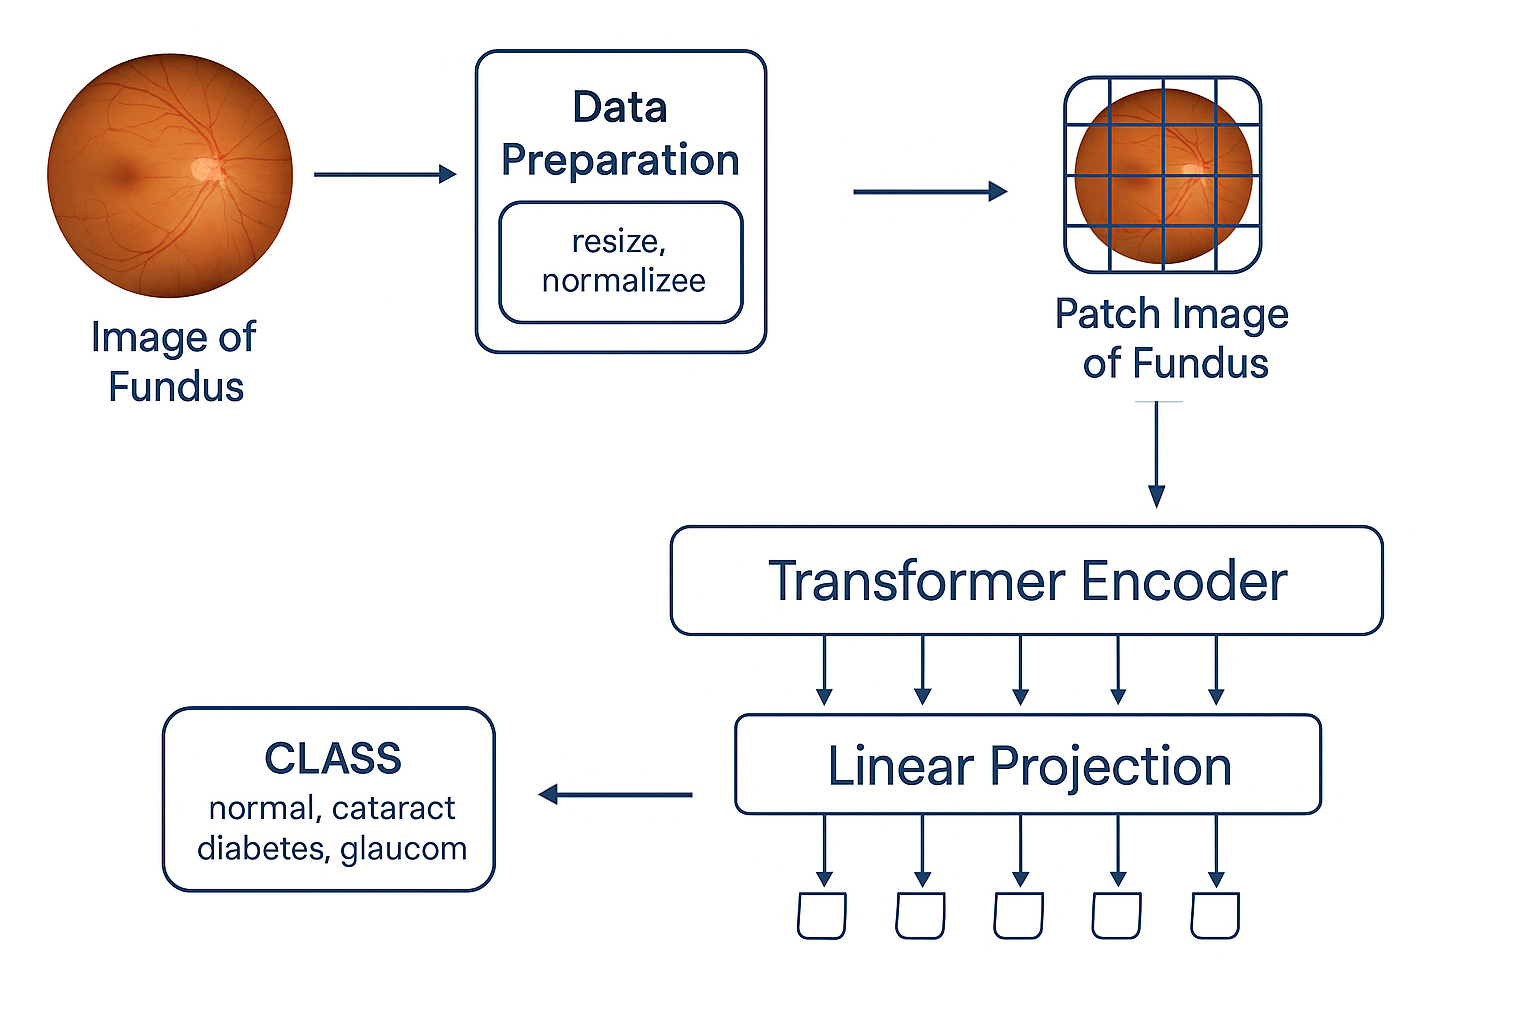 Image of
Fundus
Data
Preparation
resize,
normalizee
Patch Image
of Fundus
Transformer Encoder
Linear Projection
CLASS
normal, cataract
diabetes, glaucom